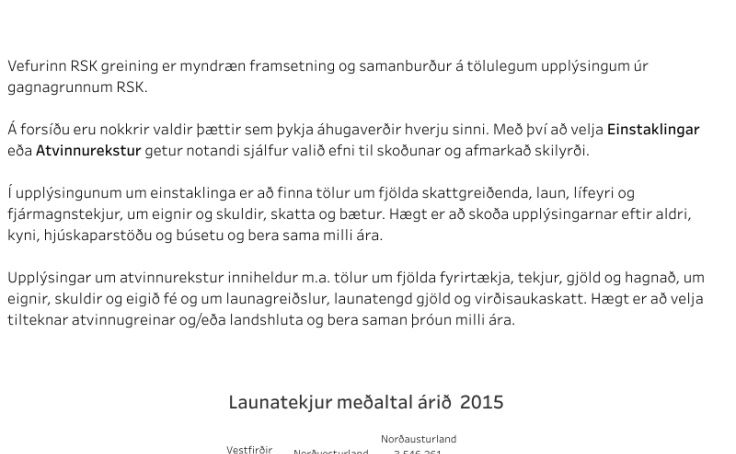 Vefurinn RSK greining er myndræn framsetning og samanburður á tölulegum upplýsingum úr
gagnagrunnum RSK.
Á forsíðu eru nokkrir valdir þættir sem þykja áhugaverðir hverju sinni. Með því að velja Einstaklingar
eða Atvinnurekstur getur notandi sjálfur valið efni til skoðunar og afmarkað skilyrði.
Í upplýsingunum um einstaklinga er að finna tölur um fjölda skattgreiðenda, laun, lífeyri og
fjármagnstekjur, um eignir og skuldir, skatta og bætur. Hægt er að skoða upplýsingarnar eftir aldri,
kyni, hjúskaparstöðu og búsetu og bera sama milli ára.
Upplýsingar um atvinnurekstur inniheldur m.a. tölur um fjölda fyrirtækja, tekjur, gjöld og hagnað, um
eignir, skuldir og eigið fé og um launagreiðslur, launatengd gjöld og virðisaukaskatt. Hægt er að velja
tilteknar atvinnugreinar og/eða landshluta og bera saman þróun milli ára.
Launatekjur meðaltal árið 2015
Norðausturland
Vestfirðir Norðvesturland